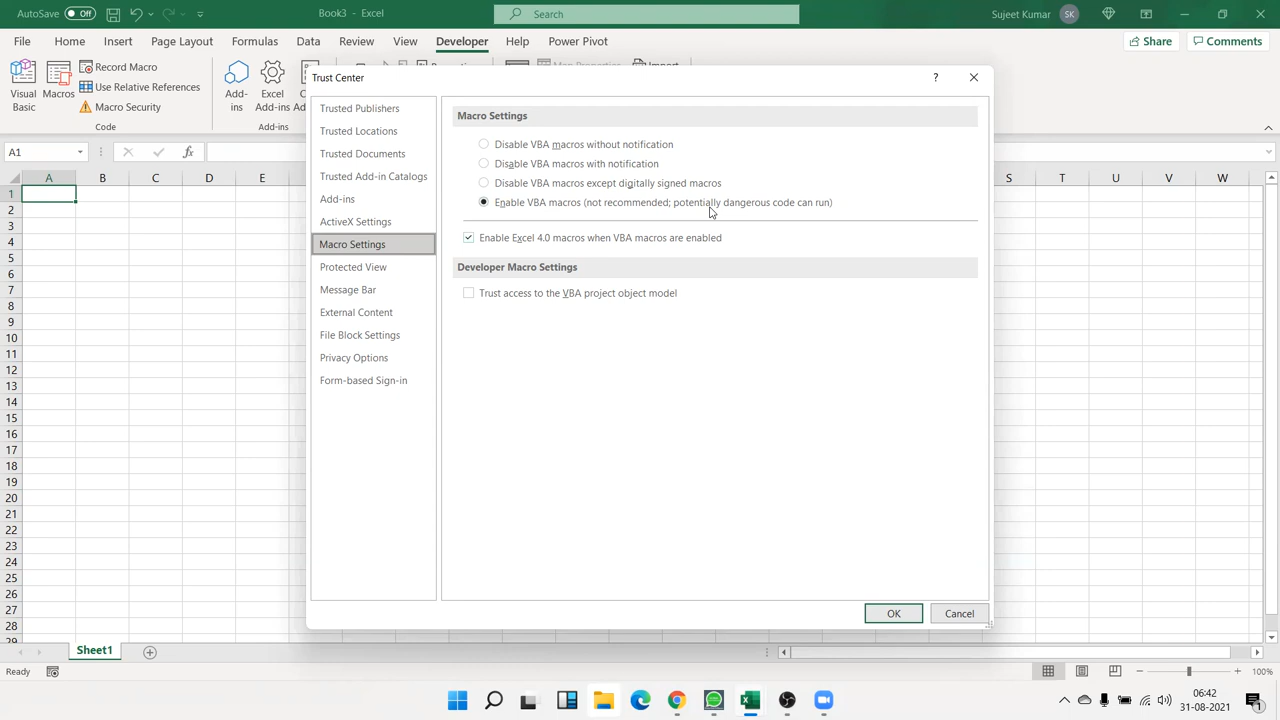 AutoSave Off
Book3 - Excel
Search
Sujeet Kumar SK
File Home Insert Page Layout Formulas Data Review View Developer Help Power Pivot
Share Comments
Visual Basic
Macros
Record Macro
Use Relative References
Macro Security
Code
Add-ins
Excel Add-ins
Add-ins
A1
fx
Trust Center
?
Trusted Publishers
Trusted Locations
Trusted Documents
Trusted Add-in Catalogs
Add-ins
ActiveX Settings
Macro Settings
Protected View
Message Bar
External Content
File Block Settings
Privacy Options
Form-based Sign-in
Macro Settings
Disable VBA macros without notification
Disable VBA macros with notification
Disable VBA macros except digitally signed macros
Enable VBA macros (not recommended; potentially dangerous code can run)
Enable Excel 4.0 macros when VBA macros are enabled
Developer Macro Settings
Trust access to the VBA project object model
OK Cancel
A B C D E S T U V W
1
2
3
4
5
6
7
8
9
10
11
12
13
14
15
16
17
18
19
20
21
22
23
24
25
26
27
28
29
Sheet1
Ready
100%
06:42